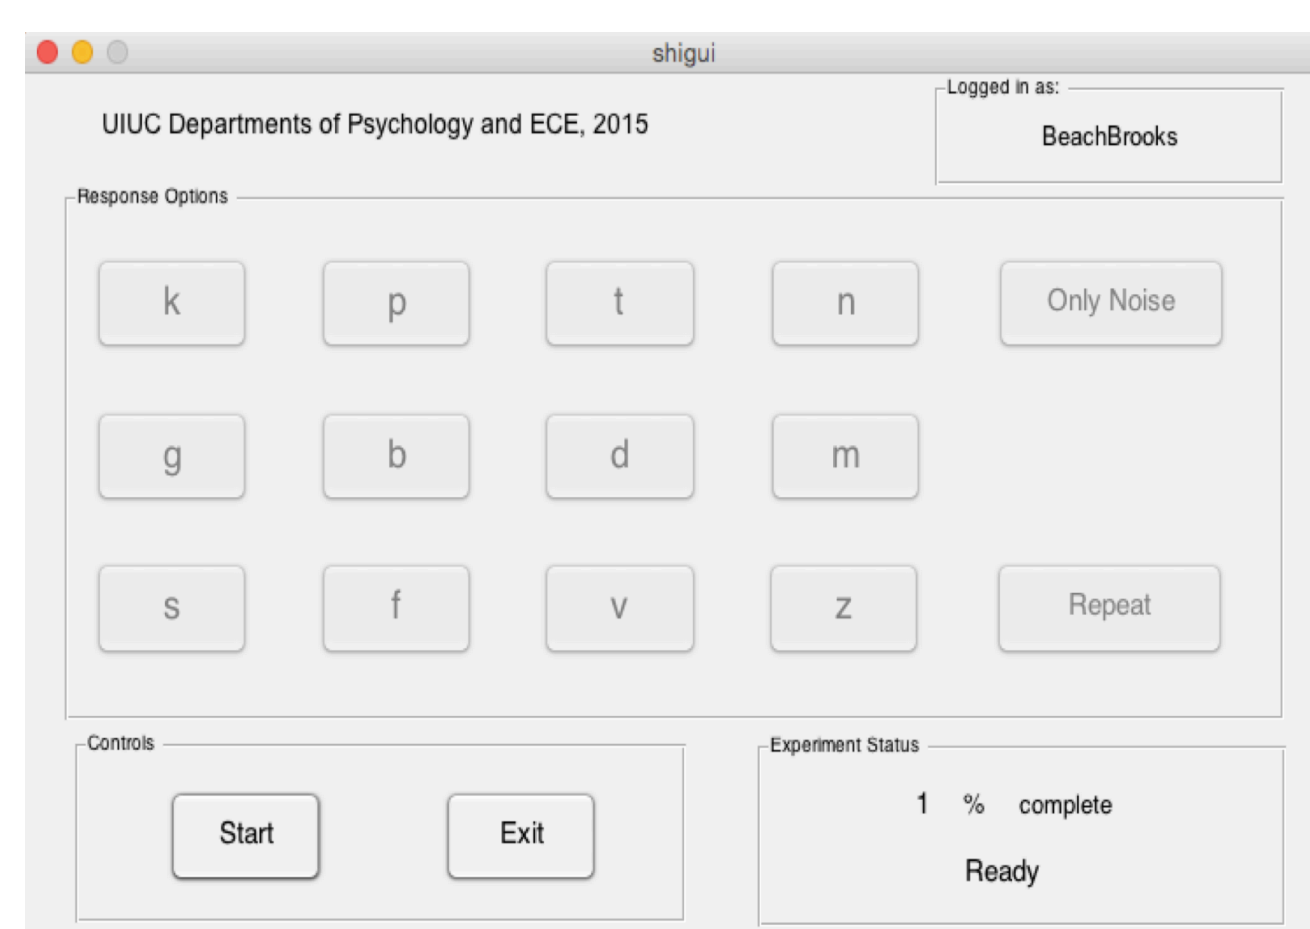 shigui
Logged in as:
UIUC Departments of Psychology and ECE, 2015
BeachBrooks
Response Options
k p t n Only Noise
g b d m
s f v z Repeat
Controls
Start Exit
Experiment Status
1 % complete
Ready